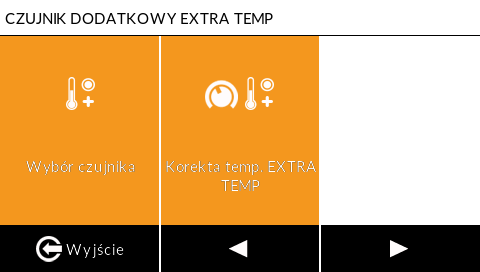 CZUJNIK DODATKOWY EXTRA TEMP
Wybór czujnika
Korekta temp. EXTRA
TEMP
Wyjście